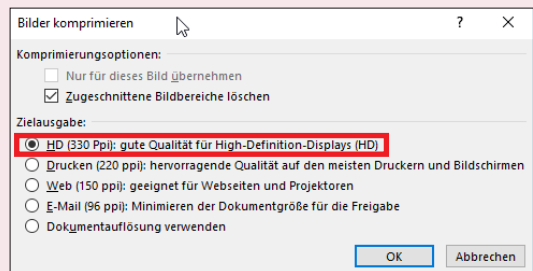 Bilder komprimieren
?
Komprimierungsoptionen:
Nur für dieses Bild übernehmen
Zugeschnittene Bildbereiche löschen
Zielausgabe:
HD (330 Ppi): gute Qualität für High-Definition-Displays (HD)
Drucken (220 ppi): hervorragende Qualität auf den meisten Druckern und Bildschirmen
Web (150 ppi): geeignet für Webseiten und Projektoren
E-Mail (96 ppi): Minimieren der Dokumentgröße für die Freigabe
Dokumentauflösung verwenden
OK
Abbrechen